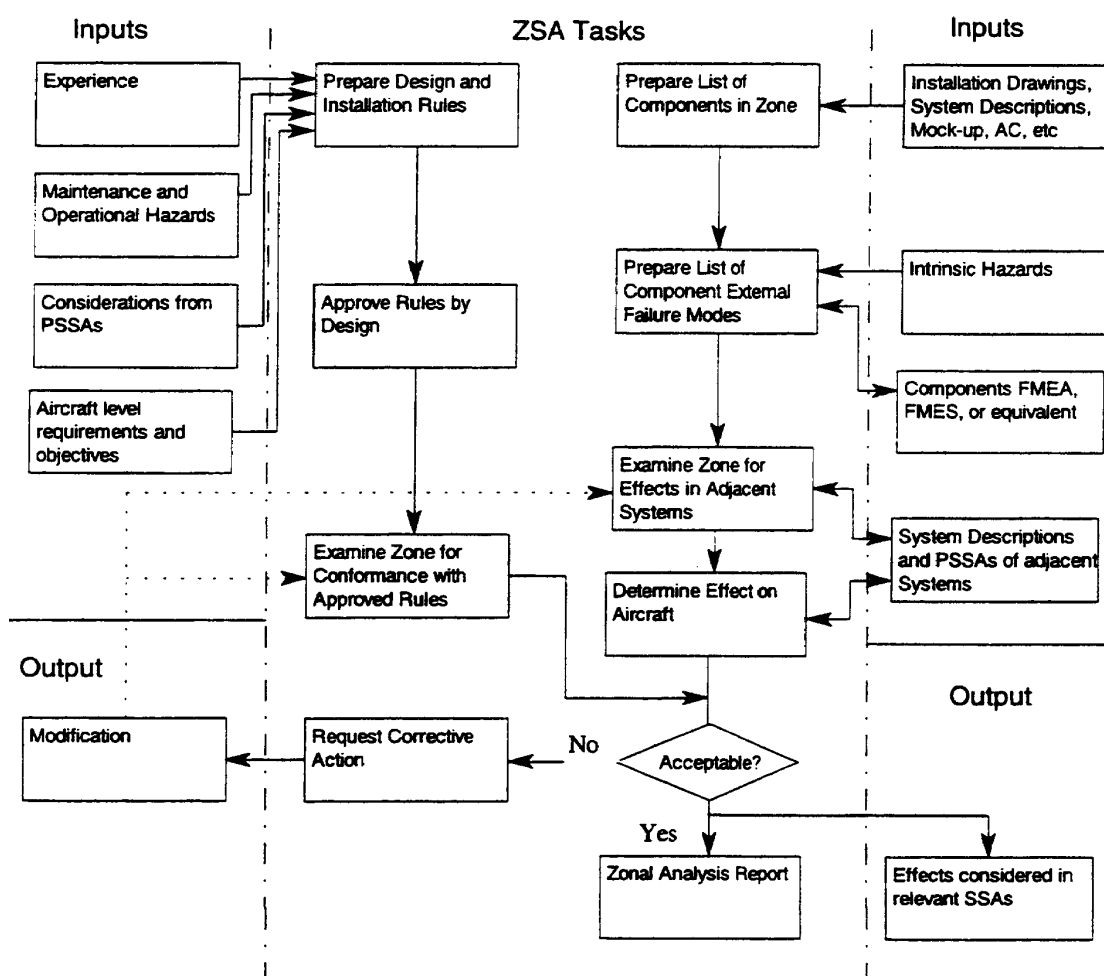 Inputs
ZSA Tasks
Inputs
Experience
Prepare Design and
Installation Rules
Prepare List of
Components in Zone
Installation Drawings,
System Descriptions,
Mock-up, AC, etc
Maintenance and
Operational Hazards
Considerations from
PSSAs
Approve Rules by
Design
Prepare List of
Component External
Failure Modes
Intrinsic Hazards
Aircraft level
requirements and
objectives
Components FMEA,
FMES, or equivalent
Examine Zone for
Effects in Adjacent
Systems
Examine Zone for
Conformance with
Approved Rules
System Descriptions
and PSSAs of adjacent
Systems
Determine Effect on
Aircraft
Output
Output
Modification
Request Corrective
Action
No
Acceptable?
Yes
Zonal Analysis Report
Effects considered in
relevant SSAs